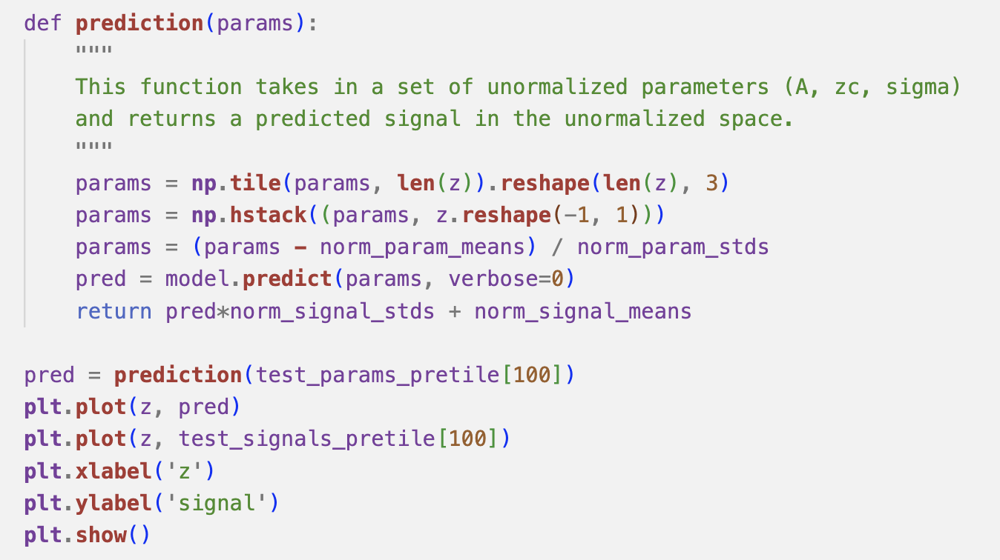 def prediction(params):
    """
    This function takes in a set of unormalized parameters (A, zc, sigma)
    and returns a predicted signal in the unormalized space.
    """
    params = np.tile(params, len(z)).reshape(len(z), 3)
    params = np.hstack((params, z.reshape(-1, 1)))
    params = (params - norm_param_means) / norm_param_stds
    pred = model.predict(params, verbose=0)
    return pred*norm_signal_stds + norm_signal_means

pred = prediction(test_params_pretile[100])
plt.plot(z, pred)
plt.plot(z, test_signals_pretile[100])
plt.xlabel('z')
plt.ylabel('signal')
plt.show()